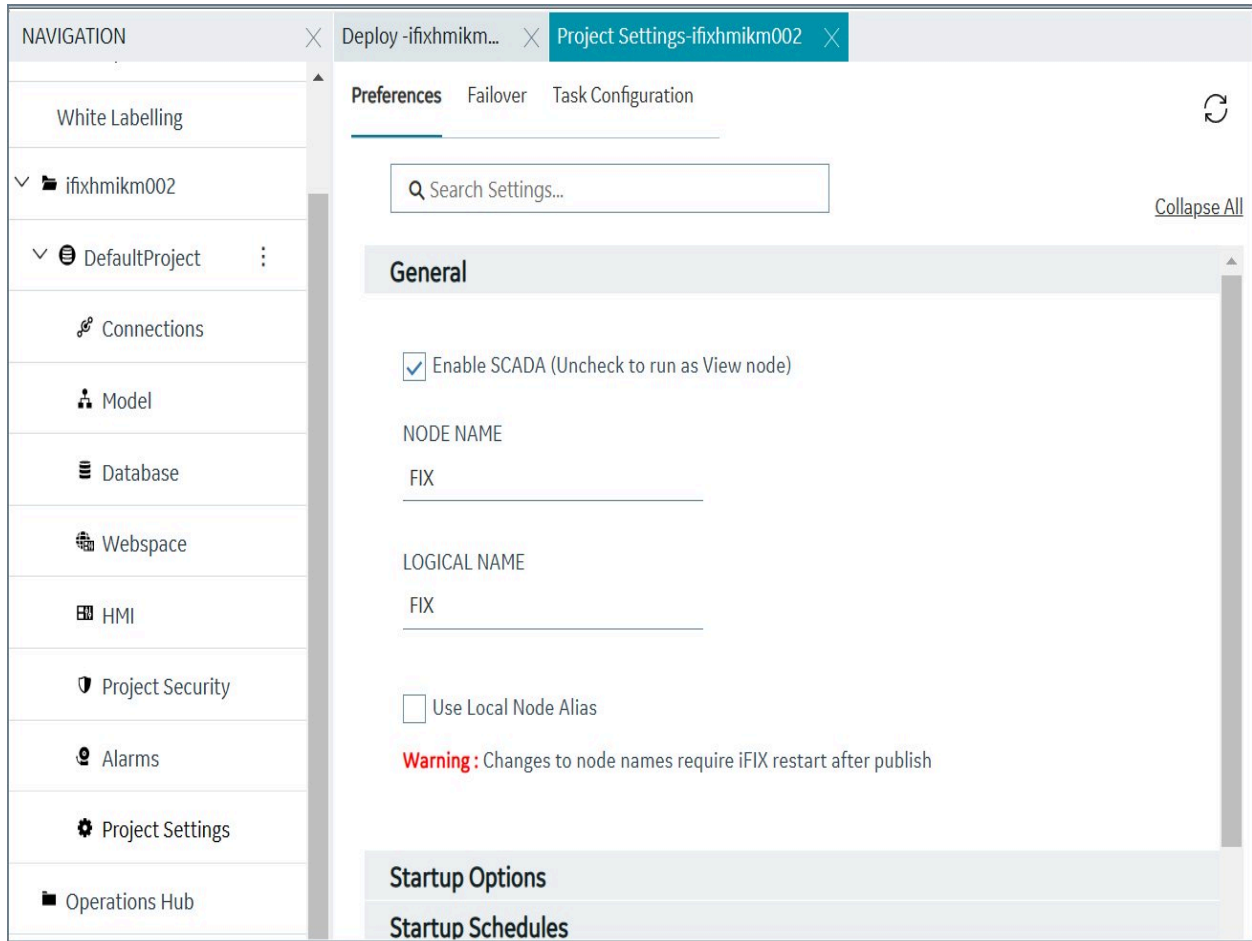 NAVIGATION
Deploy -ifixhmikm...
Project Settings-ifixhmikm002
White Labelling
ifixhmikm002
DefaultProject
Connections
Model
Database
Webspace
HMI
Project Security
Alarms
Project Settings
Operations Hub
Preferences Failover Task Configuration
Search Settings...
Collapse All
General
Enable SCADA (Uncheck to run as View node)
NODE NAME
FIX
LOGICAL NAME
FIX
Use Local Node Alias
Warning : Changes to node names require iFIX restart after publish
Startup Options
Startup Schedules